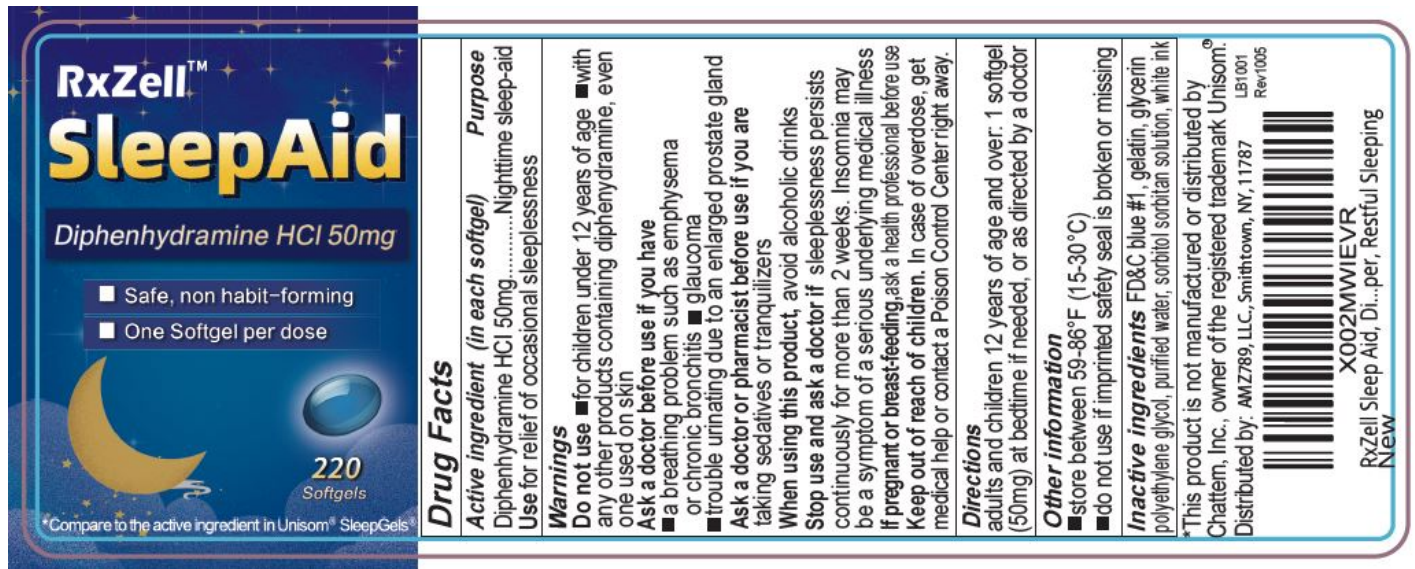 RxZell™
SleepAid
Diphenhydramine HCl 50mg
■ Safe, non habit-forming
■ One Softgel per dose
220
Softgels
*Compare to the active ingredient in Unisom® SleepGels®
Drug Facts
Active ingredient (in each softgel) Purpose
Diphenhydramine HCl 50mg............Nighttime sleep-aid
Use for relief of occasional sleeplessness
Warnings
Do not use ■for children under 12 years of age ■with
any other products containing diphenhydramine, even
one used on skin
Ask a doctor before use if you have
■a breathing problem such as emphysema
or chronic bronchitis ■ glaucoma
■trouble urinating due to an enlarged prostate gland
Ask a doctor or pharmacist before use if you are
taking sedatives or tranquilizers
When using this product, avoid alcoholic drinks
Stop use and ask a doctor if sleeplessness persists
continuously for more than 2 weeks. Insomnia may
be a symptom of a serious underlying medical illness
If pregnant or breast-feeding,ask a health professional before use
Keep out of reach of children. In case of overdose, get
medical help or contact a Poison Control Center right away.
Directions
adults and children 12 years of age and over: 1 softgel
(50mg) at bedtime if needed, or as directed by a doctor
Other information
■store between 59-86°F (15-30°C)
■do not use if imprinted safety seal is broken or missing
Inactive ingredients FD&C blue #1, gelatin, glycerin
polyethylene glycol, purified water, sorbitol sorbitan solution, white ink
*This product is not manufactured or distributed by
Chattem, Inc., owner of the registered trademark Unisom®.
Distributed by: AMZ789, LLC, Smithtown, NY, 11787
LB1001
Rev1005
X002MWIEVR
RxZell Sleep Aid, Di...per, Restful Sleeping
New